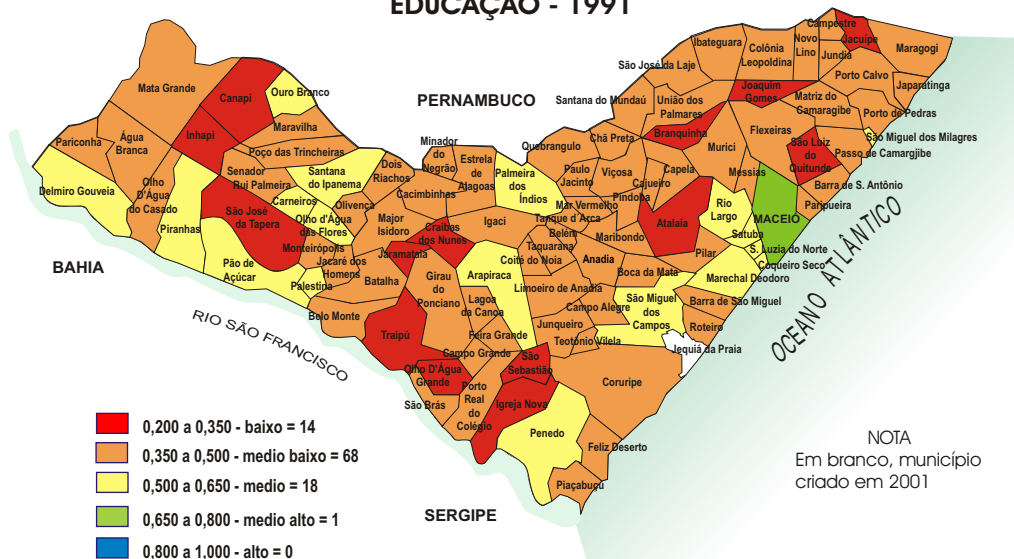 EDUCAÇÃO - 1991
Campestre
Jacuípe
Ibateguara
Colônia
Leopoldina
Novo
Lino
Jundiá
Maragogi
São José da Laje
Porto Calvo
Mata Grande
Canapi
Ouro Branco
PERNAMBUCO
Santana do Mundaú
União dos
Palmares
Joaquim
Gomes
Matriz do
Camaragibe
Japaratinga
Porto de Pedras
Maravilha
Inhapi
Pariconha
Água
Branca
Poço das Trincheiras
Minador
do
Negrão
Quebrangulo
Chã Preta
Branquinha
Flexeiras
São Miguel dos Milagres
Murici
São Luiz
do
Quitunde
Passo de Camargjibe
Delmiro Gouveia
Olho
D'Água
do Casado
Senador
Rui Palmeira
Santana
do Ipanema
Dois
Riachos
Estrela
de
Alagoas
Palmeira
dos
Índios
Paulo
Jacinto
Viçosa
Cajueiro
Capela
Messias
Barra de S. Antônio
Carneiros
Olivença
Cacimbinhas
Mar Vermelho
Pindoba
Paripueira
Piranhas
São José
da Tapera
Olho d'Água
das Flores
Major
Isidoro
Craíbas
dos Nunes
Igaci
Tanque d'Arca
Belém
Atalaia
Rio
Largo
MACEIÓ
Satuba
Monteirópolis
Jaramataia
Taquarana
Coité do Noia
Maribondo
Anadia
Pilar
S. Luzia do Norte
Coqueiro Seco
BAHIA
Pão de
Açúcar
Jacaré dos
Homens
Palestina
Batalha
Girau
do
Ponciano
Arapiraca
Limoeiro de Anadia
Boca da Mata
Marechal Deodoro
OCEANO ATLÂNTICO
RIO SÃO FRANCISCO
Belo Monte
Lagoa
da Canoa
Campo Alegre
São Miguel
dos
Campos
Barra de São Miguel
Traipú
Feira Grande
Junqueiro
Teotônio Vilela
Roteiro
Jequiá da Praia
Campo Grande
Olho D'Água
Grande
São
Sebastião
São Brás
Porto
Real
do
Colégio
Igreja Nova
Coruripe
Penedo
Feliz Deserto
Piaçabuçú
SERGIPE
0,200 a 0,350 - baixo = 14
0,350 a 0,500 - medio baixo = 68
0,500 a 0,650 - medio = 18
0,650 a 0,800 - medio alto = 1
0,800 a 1,000 - alto = 0
NOTA
Em branco, município
criado em 2001